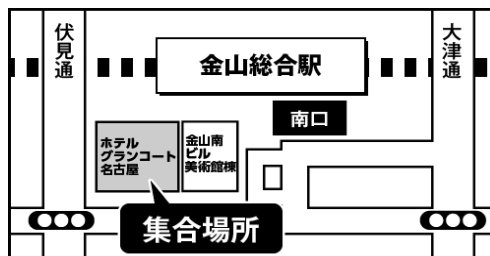 伏見通
大津通
金山総合駅
南口
ホテル
グランコート
名古屋
金山南
ビル
美術館棟
集合場所